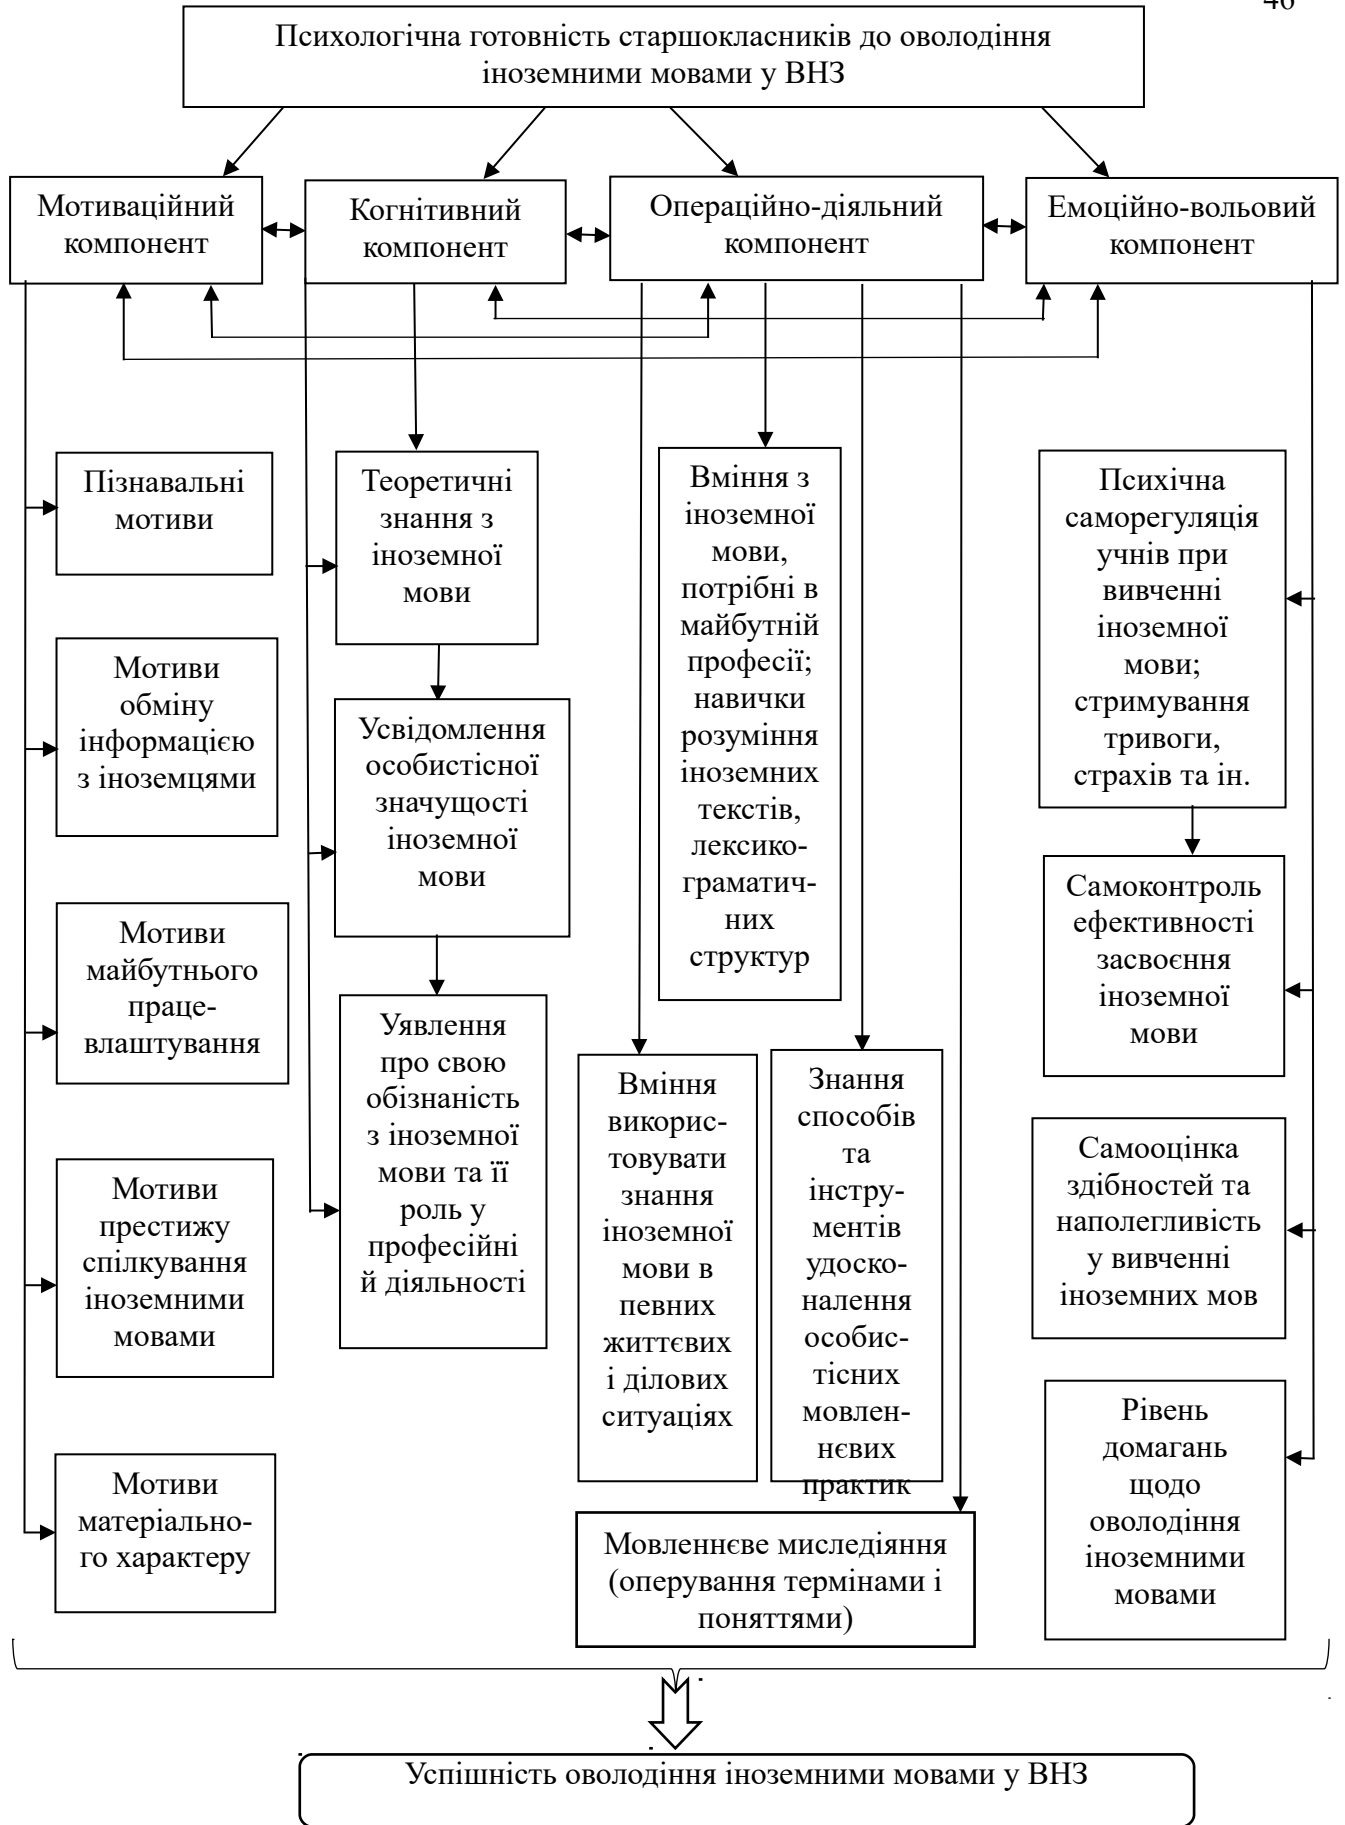 46
Психологічна готовність старшокласників до оволодіння
іноземними мовами у ВНЗ
Мотиваційний
компонент
Когнітивний
компонент
Операційно-діяльний
компонент
Емоційно-вольовий
компонент
Пізнавальні
мотиви
Мотиви
обміну
інформацією
з іноземцями
Мотиви
майбутнього
праце-
влаштування
Мотиви
престижу
спілкування
іноземними
мовами
Мотиви
матеріально-
го характеру
Теоретичні
знання з
іноземної
мови
Усвідомлення
особистісної
значущості
іноземної
мови
Уявлення
про свою
обізнаність
з іноземної
мови та її
роль у
професійні
й діяльності
Вміння з
іноземної
мови,
потрібні в
майбутній
професії;
навички
розуміння
іноземних
текстів,
лексико-
граматич-
них
структур
Вміння
викорис-
товувати
знання
іноземної
мови в
певних
життєвих
і ділових
ситуаціях
Знання
способів
та
інстру-
ментів
удоско-
налення
особис-
тісних
мовлен-
нєвих
практик
Мовленнєве миследіяння
(оперування термінами і
поняттями)
Психічна
саморегуляція
учнів при
вивченні
іноземної
мови;
стримування
тривоги,
страхів та ін.
Самоконтроль
ефективності
засвоєння
іноземної
мови
Самооцінка
здібностей та
наполегливість
у вивченні
іноземних мов
Рівень
домагань
щодо
оволодіння
іноземними
мовами
Успішність оволодіння іноземними мовами у ВНЗ